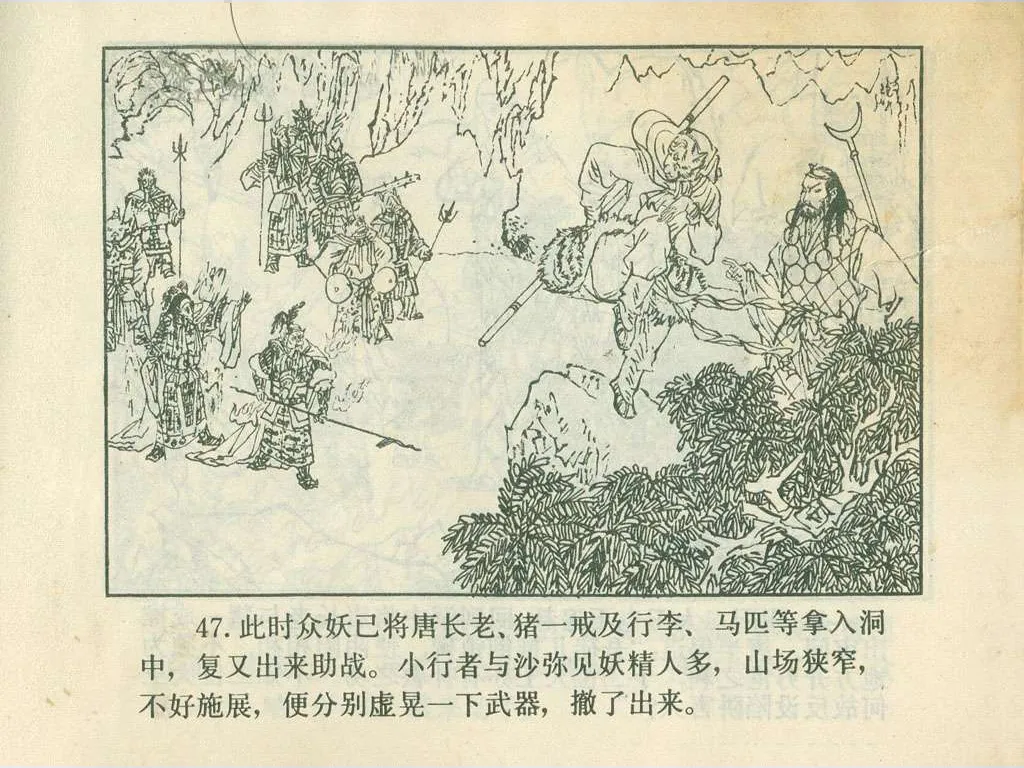 47. 此时众妖已将唐长老、猪一戒及行李、马匹等拿入洞
中，复又出来助战。小行者与沙弥见妖精人多，山场狭窄，
不好施展，便分别虚晃一下武器，撤了出来。